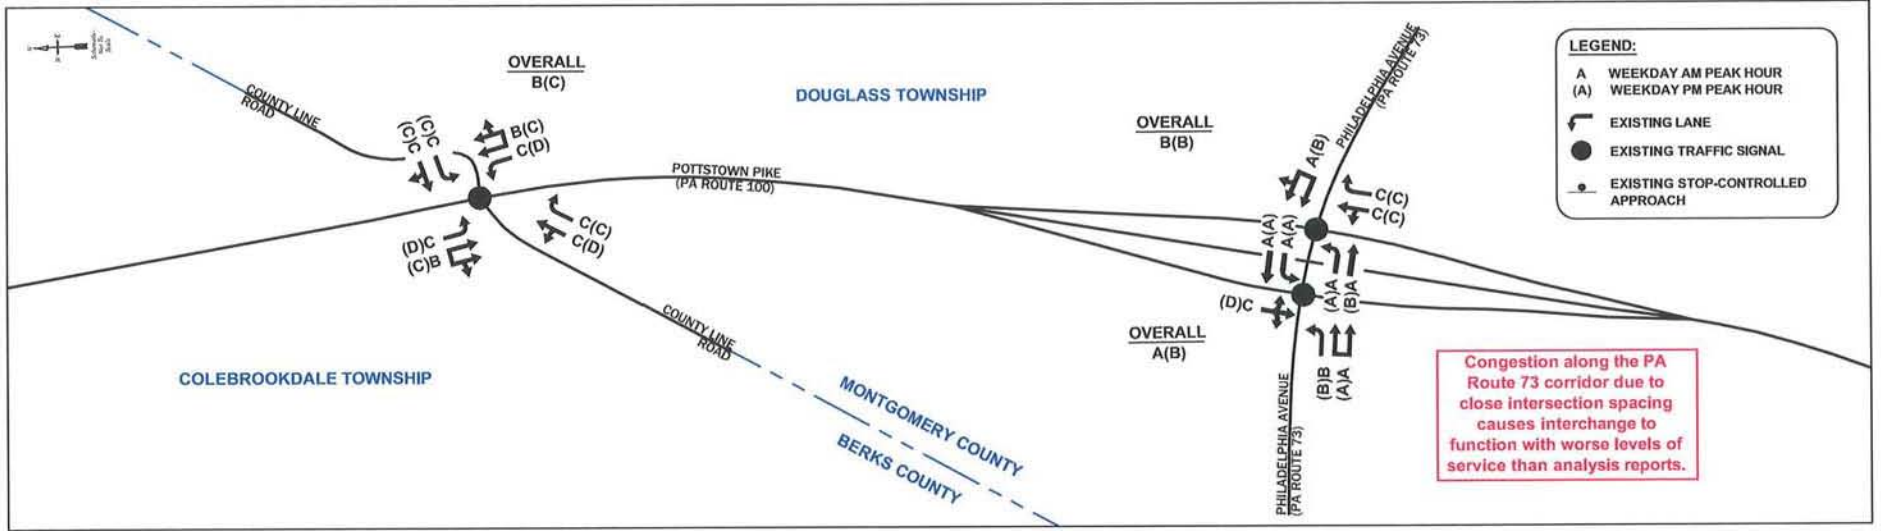 OVERALL
B(C)
DOUGLASS TOWNSHIP
COUNTY LINE
ROAD
(C)C
(C)C
B(C)
C(D)
(D)C
(C)B
C(C)
C(D)
POTTSTOWN PIKE
(PA ROUTE 100)
COUNTY LINE
ROAD
COLEBROOKDALE TOWNSHIP
MONTGOMERY COUNTY
BERKS COUNTY
OVERALL
B(B)
PHILADELPHIA AVENUE
(PA ROUTE 73)
A(B)
C(C)
C(C)
A(A)
A(A)
(A)A
(B)A
(D)C
OVERALL
A(B)
(B)B
(A)A
PHILADELPHIA AVENUE
(PA ROUTE 73)
LEGEND:
A WEEKDAY AM PEAK HOUR
(A) WEEKDAY PM PEAK HOUR
EXISTING LANE
EXISTING TRAFFIC SIGNAL
EXISTING STOP-CONTROLLED
APPROACH
Congestion along the PA
Route 73 corridor due to
close intersection spacing
causes interchange to
function with worse levels of
service than analysis reports.